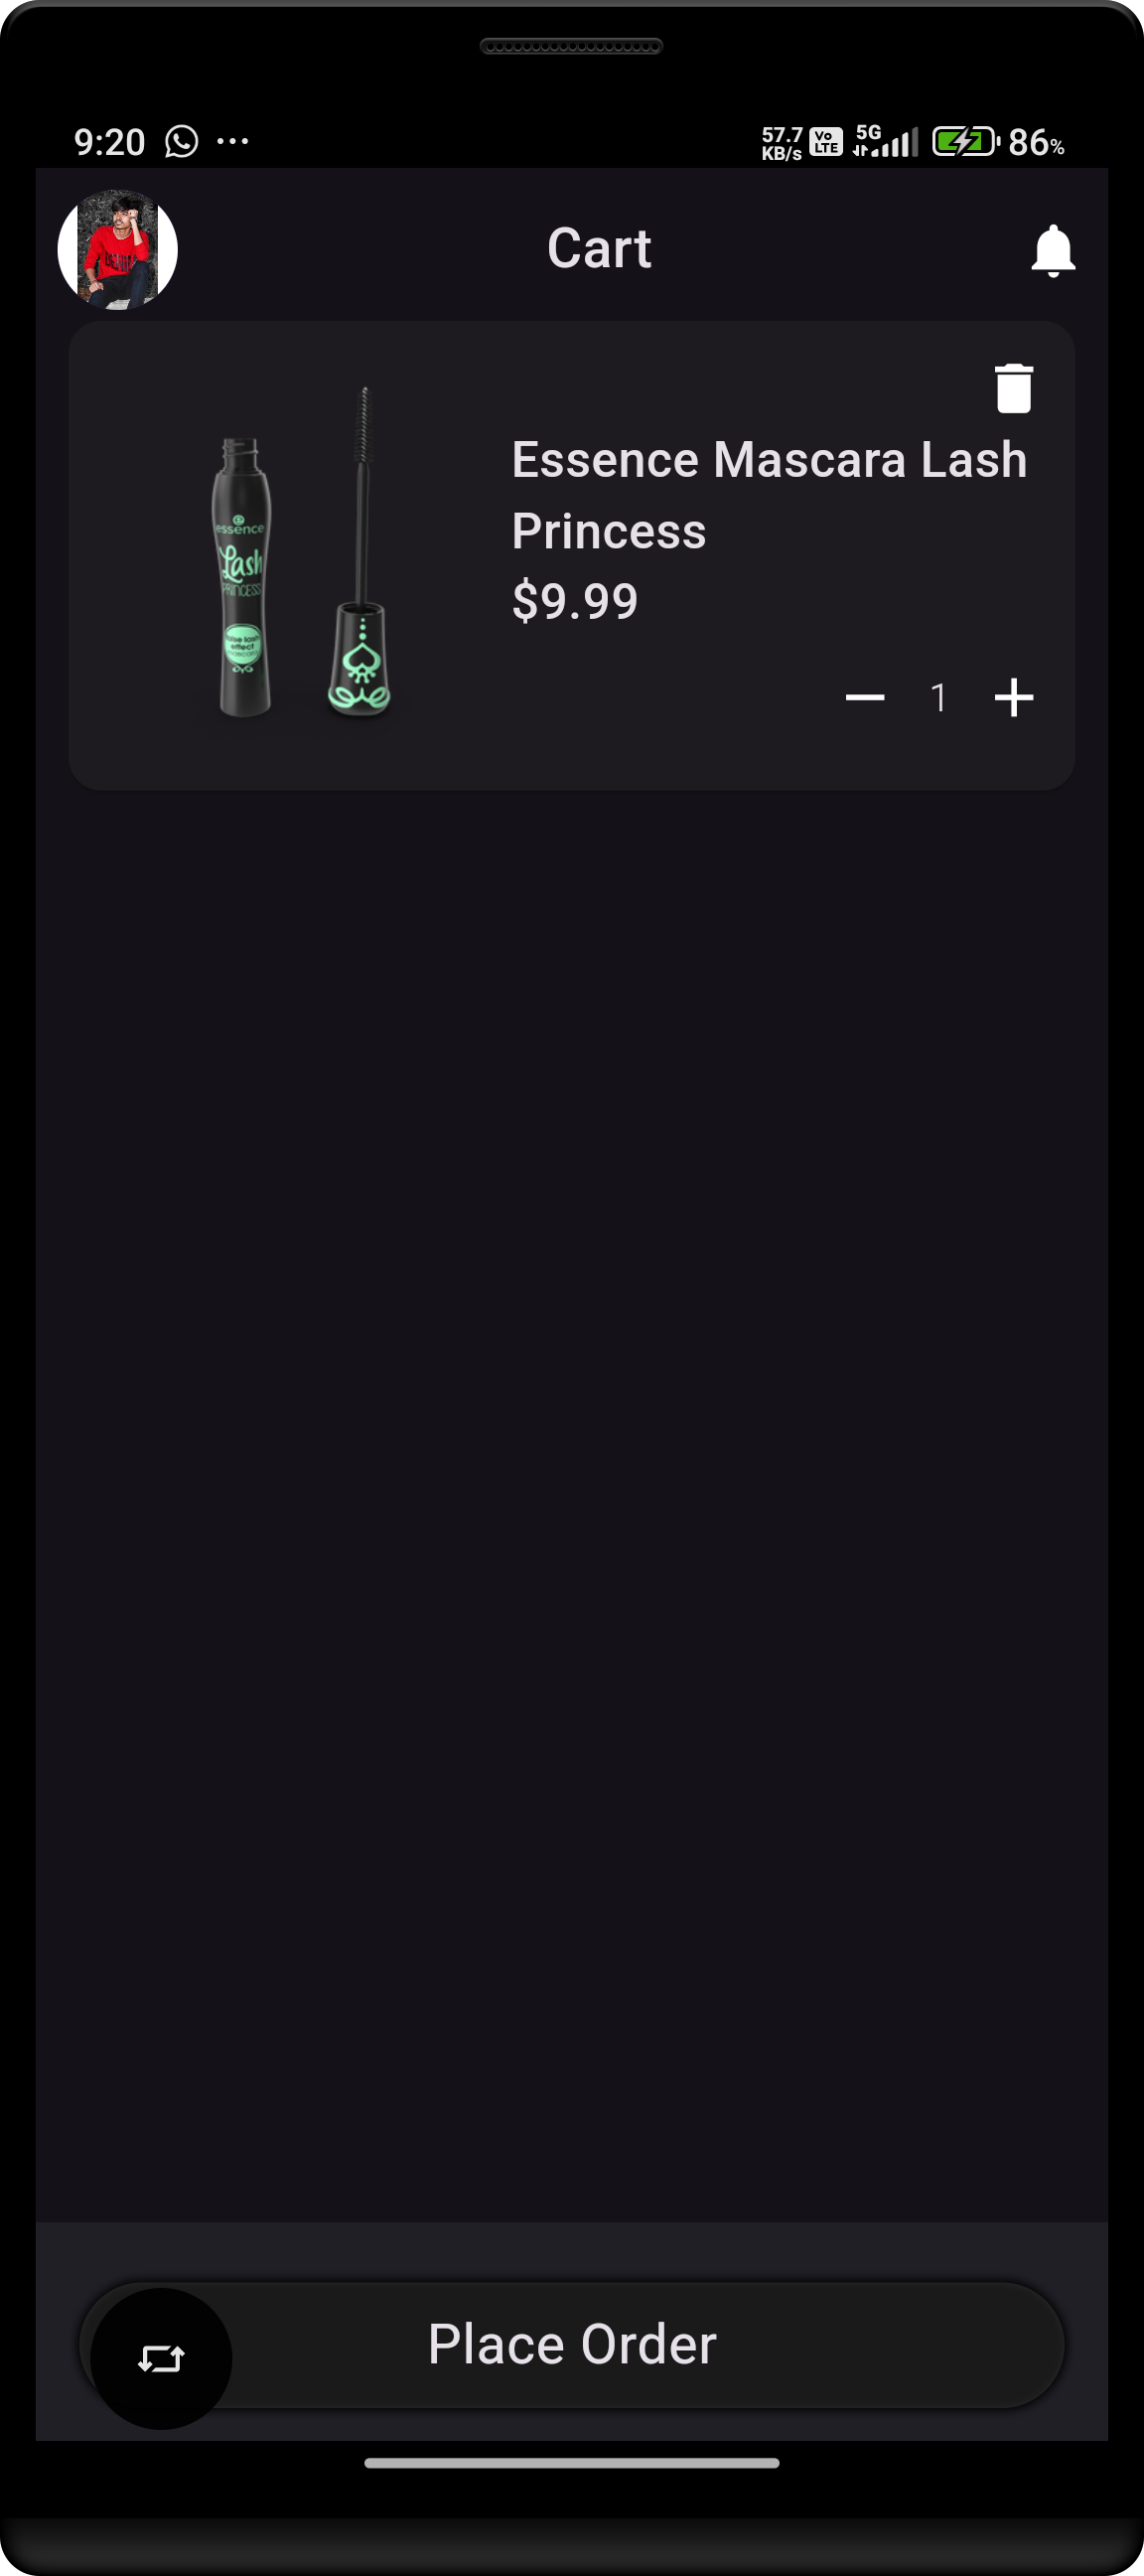 9:20
57.7
KB/s
Vo
LTE
5G
86%
Cart
essence
Lash
PRINCESS
false lash
effect
mascara
Essence Mascara Lash
Princess
$9.99
1
Place Order